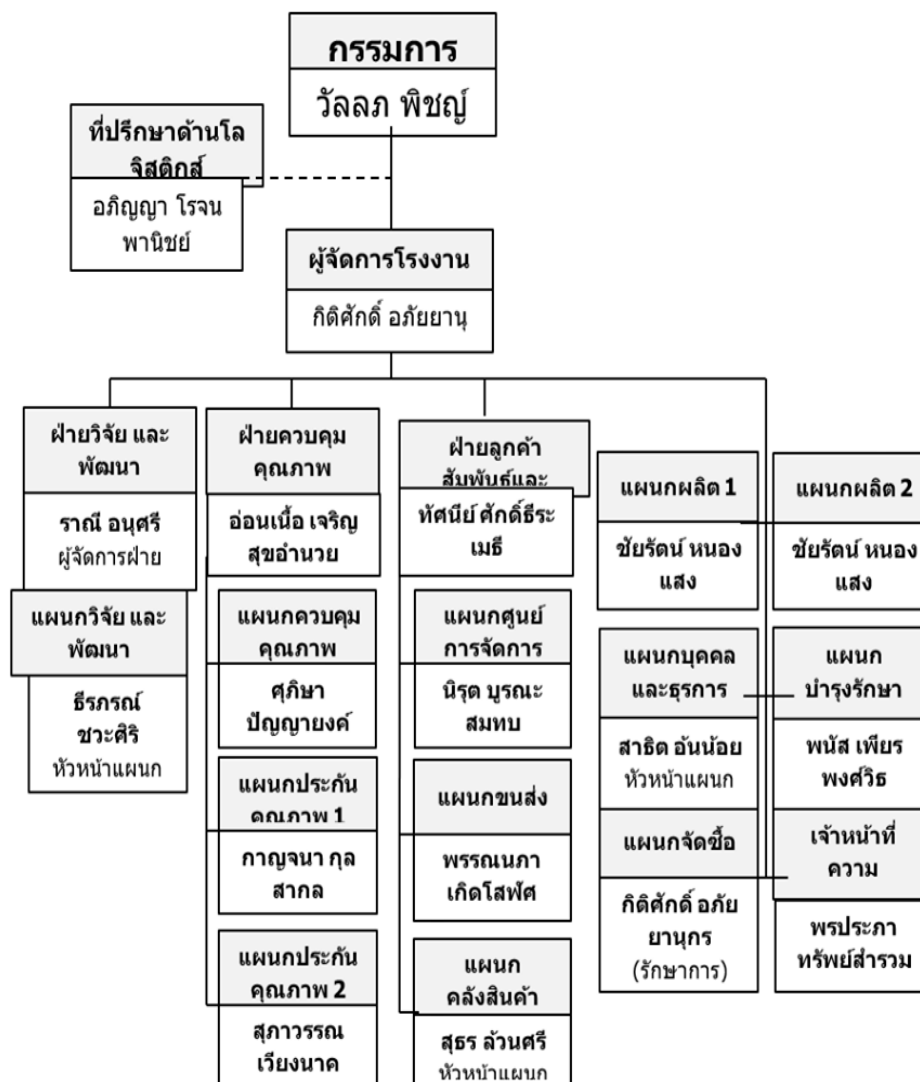 กรรมการ
วัลลภ พิชญ์
ที่ปรึกษาด้านโล
จิสติกส์
อภิญญา โรจน
พานิชย์
ผู้จัดการโรงงาน
กิติศักดิ์ อภัยยานุ
ฝ่ายวิจัย และ
พัฒนา
ราณี อนุศรี
ผู้จัดการฝ่าย
แผนกวิจัย และ
พัฒนา
ธีรภรณ์
ชวะศิริ
หัวหน้าแผนก
ฝ่ายควบคุม
คุณภาพ
อ่อนเนื้อ เจริญ
สุขอำนวย
แผนกควบคุม
คุณภาพ
ศุภิษา
ปัญญายงค์
แผนกประกัน
คุณภาพ 1
กาญจนา กุล
สากล
แผนกประกัน
คุณภาพ 2
สุภาวรรณ
เวียงนาค
ฝ่ายลูกค้า
สัมพันธ์และ
ทัศนีย์ ศักดิ์ธีระ
เมธี
แผนกศูนย์
การจัดการ
นิรุต บูรณะ
สมทบ
แผนกขนส่ง
พรรณนภา
เกิดโสฬศ
แผนก
คลังสินค้า
สุธร ล้วนศรี
หัวหน้าแผนก
แผนกผลิต 1
ชัยรัตน์ หนอง
แสง
แผนกบุคคล
และธุรการ
สาธิต อ้นน้อย
หัวหน้าแผนก
แผนกจัดซื้อ
กิติศักดิ์ อภัย
ยานุกร
(รักษาการ)
แผนกผลิต 2
ชัยรัตน์ หนอง
แสง
แผนก
บำรุงรักษา
พนัส เพียร
พงศ์วิธ
เจ้าหน้าที่
ความ
พรประภา
ทรัพย์สำรวม